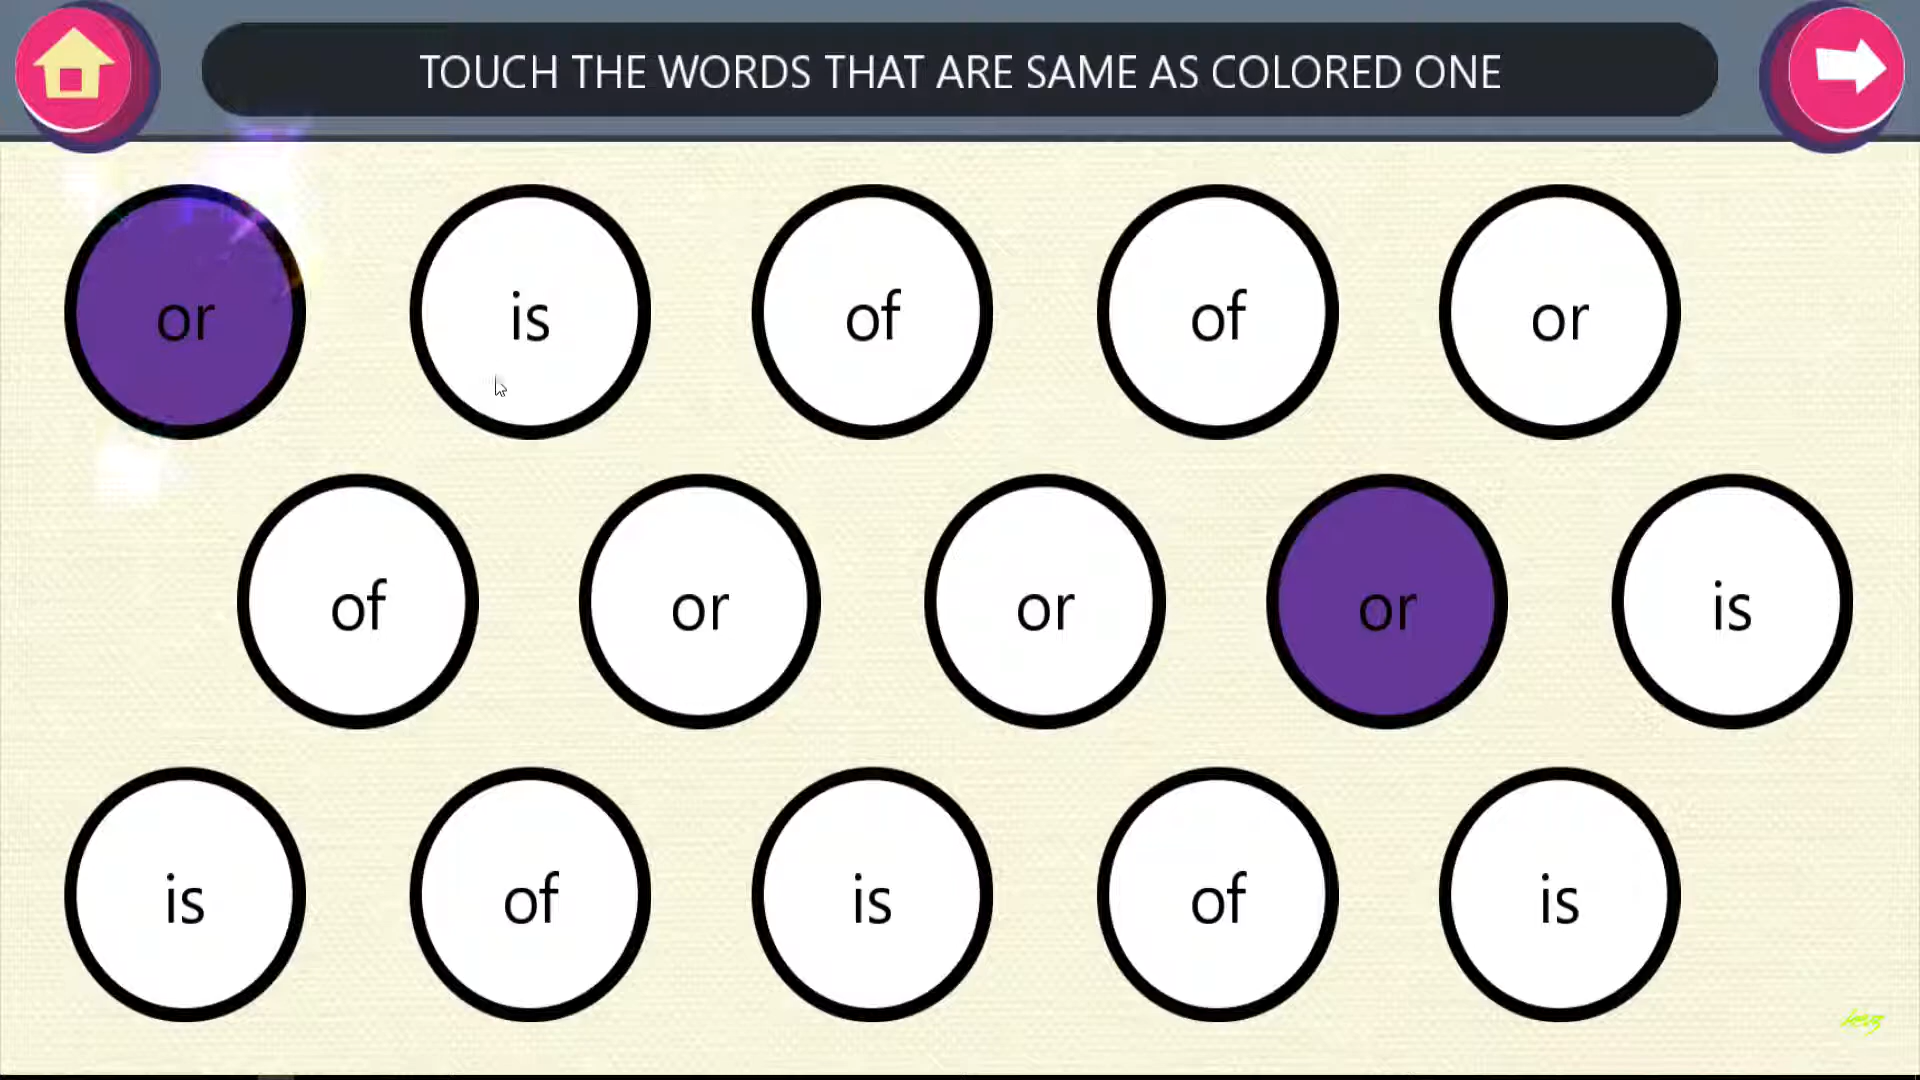 TOUCH THE WORDS THAT ARE SAME AS COLORED ONE
or is of of or
of or or or is
is of is of is